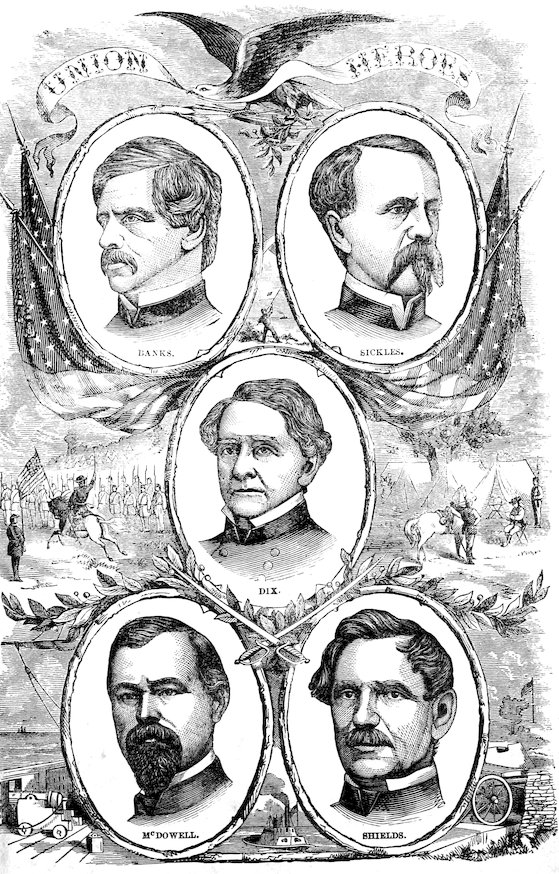 UNION HEROES.
BANKS.
SICKLES.
DIX.
McDOWELL.
SHIELDS.